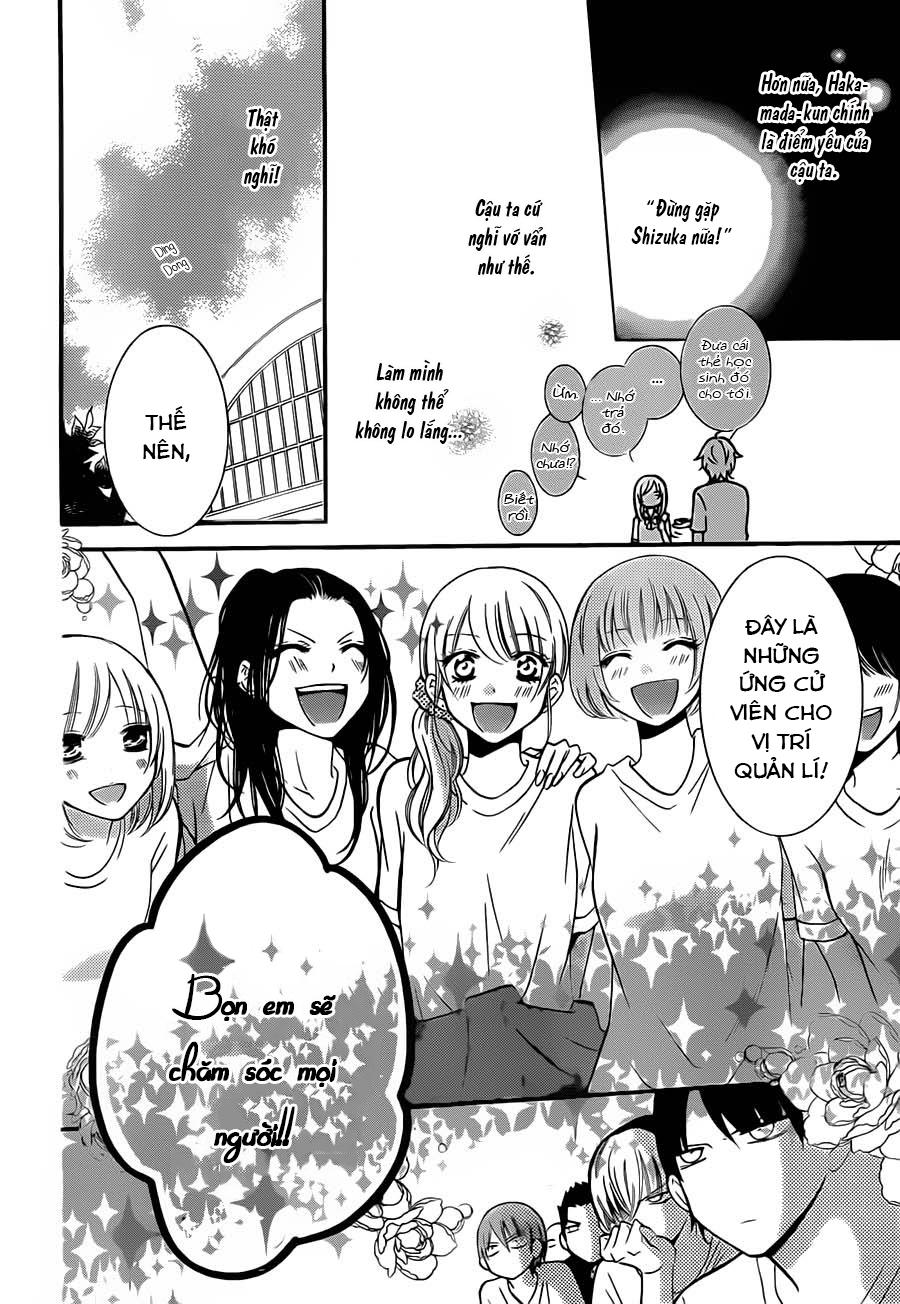 Hơn nữa, Haka-
mada-kun chính
là điểm yếu của
cậu ta.
“Đừng gặp
Shizuka nữa!”
Đưa cái
thẻ học
sinh đó
cho tôi.
...
... Nhớ
trả đó.
Ừm.
Nhớ
chưa!?
Biết
rồi.
Cậu ta cứ
nghĩ vớ vẩn
như thế.
Làm mình
không thể
không lo lắng...
Thật
khó
nghĩ!
Ding
Dong
THẾ
NÊN,
ĐÂY LÀ
NHỮNG
ỨNG CỬ
VIÊN CHO
VỊ TRÍ
QUẢN LÍ!
Bọn em sẽ
chăm sóc mọi
người!!